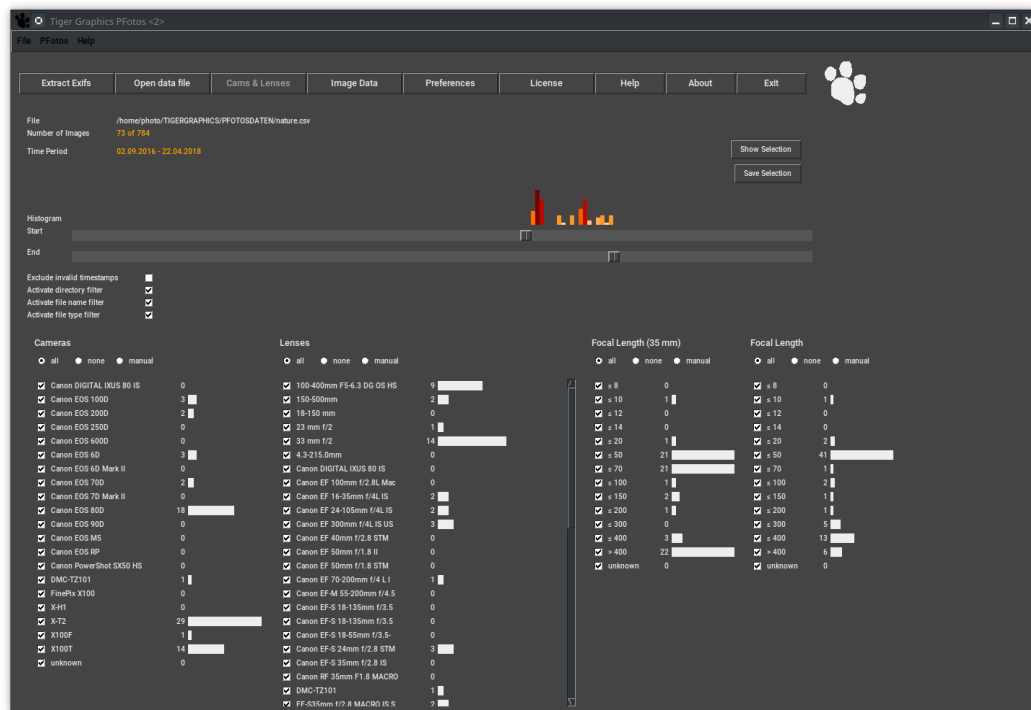 Tiger Graphics PFotos <2>
File PFotos Help
Extract Exifs Open data file Cams & Lenses Image Data Preferences License Help About Exit
File /home/photo/TIGERGRAPHICS/PFOTOSDATEN/nature.csv
Number of Images 73 of 784
Time Period 02.09.2016 - 22.04.2018
Show Selection
Save Selection
Histogram
Start
End
Exclude invalid timestamps
Activate directory filter
Activate file name filter
Activate file type filter
Cameras
all none manual
Canon DIGITAL IXUS 80 IS 0
Canon EOS 100D 3
Canon EOS 200D 2
Canon EOS 250D 0
Canon EOS 600D 0
Canon EOS 6D 3
Canon EOS 6D Mark II 0
Canon EOS 70D 2
Canon EOS 7D Mark II 0
Canon EOS 80D 18
Canon EOS 90D 0
Canon EOS M5 0
Canon EOS RP 0
Canon PowerShot SX50 HS 0
DMC-TZ101 1
FinePix X100 0
X-H1 0
X-T2 29
X100F 1
X100T 14
unknown 0
Lenses
all none manual
100-400mm F5-6.3 DG OS HS 9
150-500mm 2
18-150 mm 0
23 mm f/2 1
33 mm f/2 14
4.3-215.0mm 0
Canon DIGITAL IXUS 80 IS 0
Canon EF 100mm f/2.8L Mac 0
Canon EF 16-35mm f/4L IS 2
Canon EF 24-105mm f/4L IS 2
Canon EF 300mm f/4L IS US 3
Canon EF 40mm f/2.8 STM 0
Canon EF 50mm f/1.8 II 0
Canon EF 50mm f/1.8 STM 0
Canon EF 70-200mm f/4 L I 1
Canon EF-M 55-200mm f/4.5 0
Canon EF-S 18-135mm f/3.5 0
Canon EF-S 18-135mm f/3.5 0
Canon EF-S 18-55mm f/3.5- 0
Canon EF-S 24mm f/2.8 STM 3
Canon EF-S 35mm f/2.8 IS 0
Canon RF 35mm F1.8 MACRO 0
DMC-TZ101 1
EF-S35mm f/2.8 MACRO IS S 2
Focal Length (35 mm)
all none manual
≤ 8 0
≤ 10 1
≤ 12 0
≤ 14 0
≤ 20 1
≤ 50 21
≤ 70 21
≤ 100 1
≤ 150 2
≤ 200 1
≤ 300 0
≤ 400 3
> 400 22
unknown 0
Focal Length
all none manual
≤ 8 0
≤ 10 1
≤ 12 0
≤ 14 0
≤ 20 2
≤ 50 41
≤ 70 1
≤ 100 2
≤ 150 1
≤ 200 1
≤ 300 5
≤ 400 13
> 400 6
unknown 0